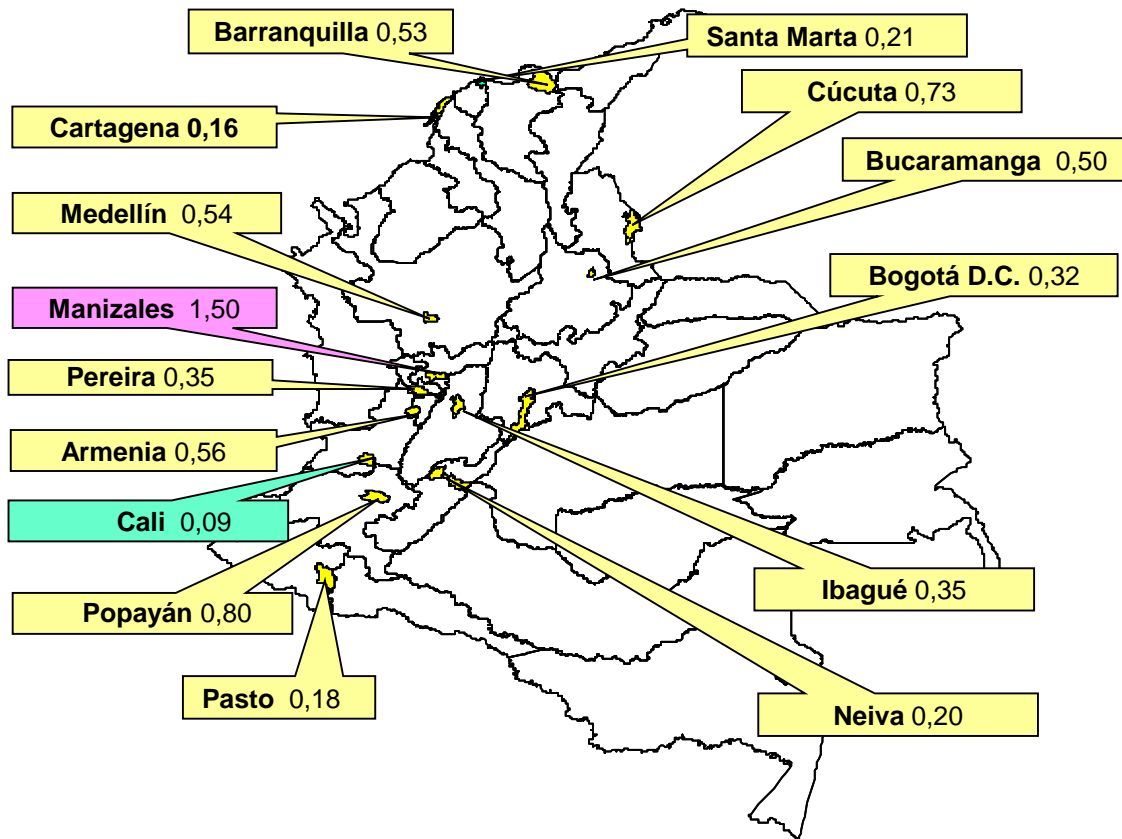 Barranquilla 0,53
Santa Marta 0,21
Cúcuta 0,73
Cartagena 0,16
Bucaramanga 0,50
Medellín 0,54
Bogotá D.C. 0,32
Manizales 1,50
Pereira 0,35
Armenia 0,56
Cali 0,09
Ibagué 0,35
Popayán 0,80
Pasto 0,18
Neiva 0,20